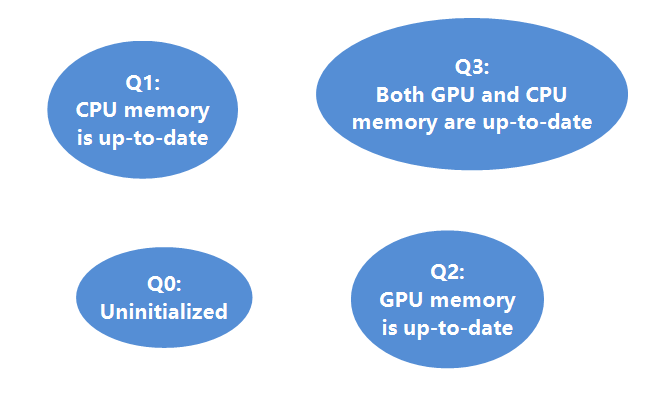 Q1:
CPU memory
is up-to-date
Q3:
Both GPU and CPU
memory are up-to-date
Q0:
Uninitialized
Q2:
GPU memory
is up-to-date